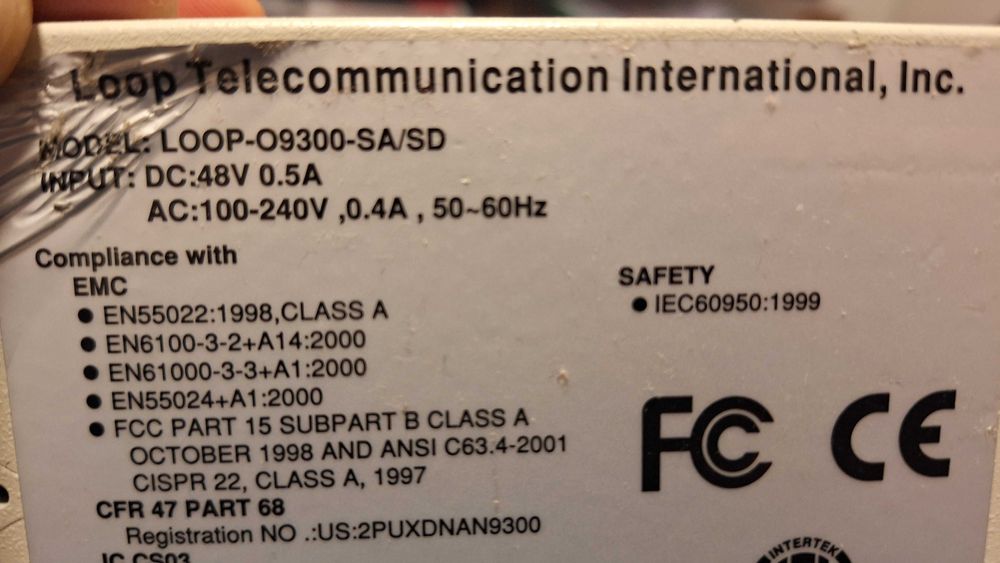 Loop Telecommunication International, Inc.
MODEL: LOOP-O9300-SA/SD
INPUT: DC:48V 0.5A
AC:100-240V ,0.4A , 50~60Hz
Compliance with
EMC
● EN55022:1998,CLASS A
● EN6100-3-2+A14:2000
● EN61000-3-3+A1:2000
● EN55024+A1:2000
● FCC PART 15 SUBPART B CLASS A
OCTOBER 1998 AND ANSI C63.4-2001
CISPR 22, CLASS A, 1997
CFR 47 PART 68
Registration NO .:US:2PUXDNAN9300
IC CS03
SAFETY
● IEC60950:1999
FC CE
INTERTEK